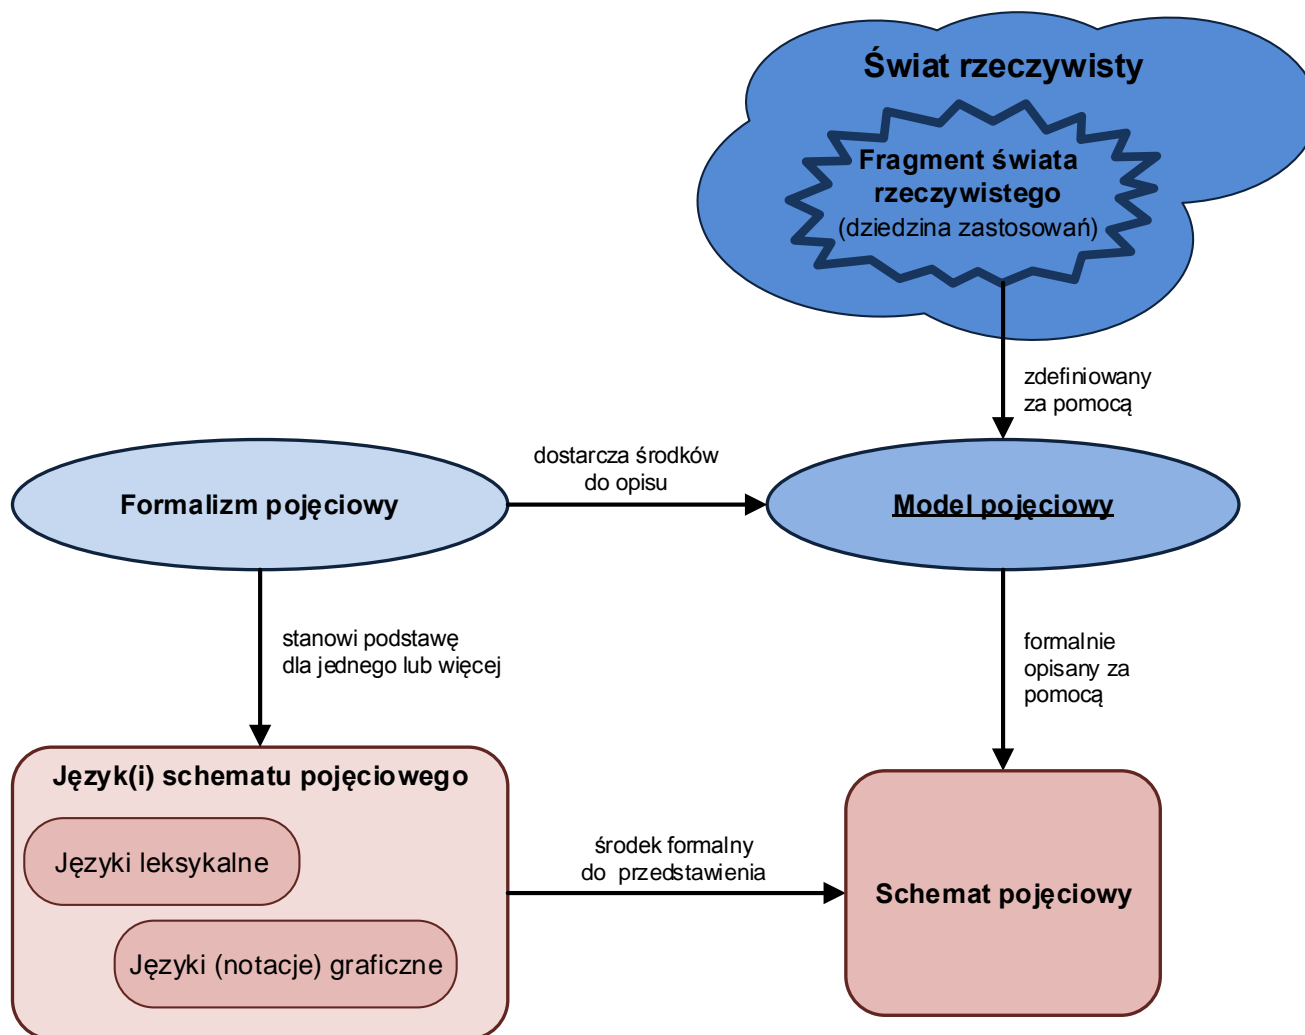 Świat rzeczywisty
Fragment świata
rzeczywistego
(dziedzina zastosowań)
zdefiniowany
za pomocą
dostarcza środków
do opisu
Formalizm pojęciowy
Model pojęciowy
stanowi podstawę
dla jednego lub więcej
formalnie
opisany za
pomocą
Język(i) schematu pojęciowego
Języki leksykalne
Języki (notacje) graficzne
środek formalny
do przedstawienia
Schemat pojęciowy